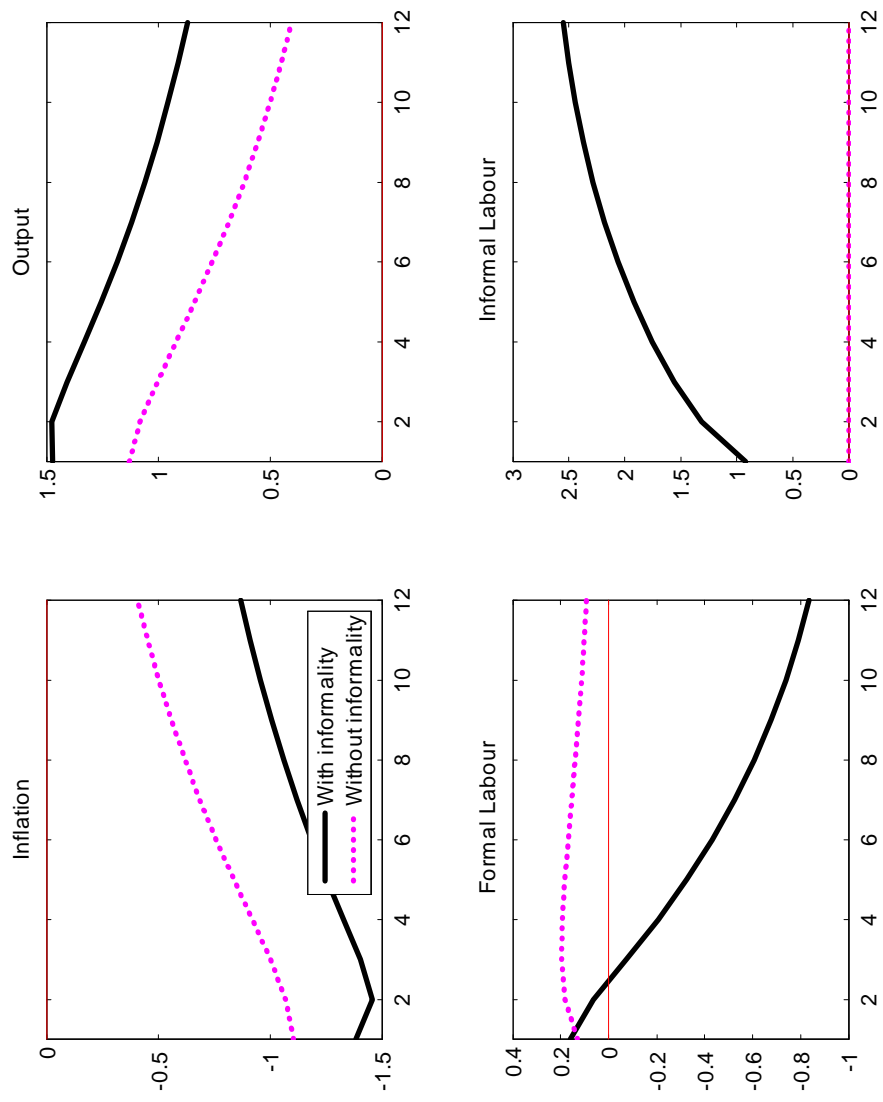 Inflation
0
-0.5
-1
-1.5
2 4 6 8 10 12
With informality
Without informality
Output
1.5
1
0.5
0
2 4 6 8 10 12
Formal Labour
0.4
0.2
0
-0.2
-0.4
-0.6
-0.8
-1
2 4 6 8 10 12
Informal Labour
3
2.5
2
1.5
1
0.5
0
2 4 6 8 10 12